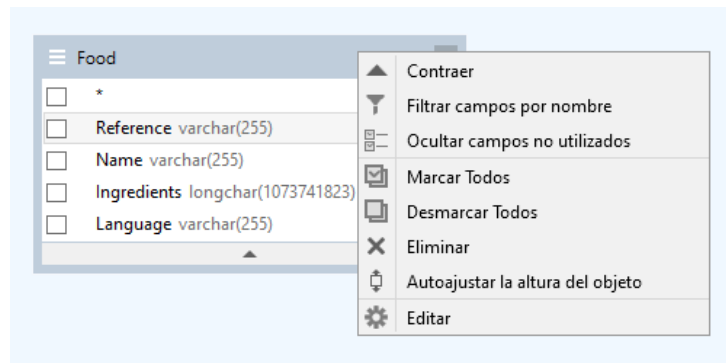 Food
*
Reference varchar(255)
Name varchar(255)
Ingredients longchar(1073741823)
Language varchar(255)
Contraer
Filtrar campos por nombre
Ocultar campos no utilizados
Marcar Todos
Desmarcar Todos
Eliminar
Autoajustar la altura del objeto
Editar